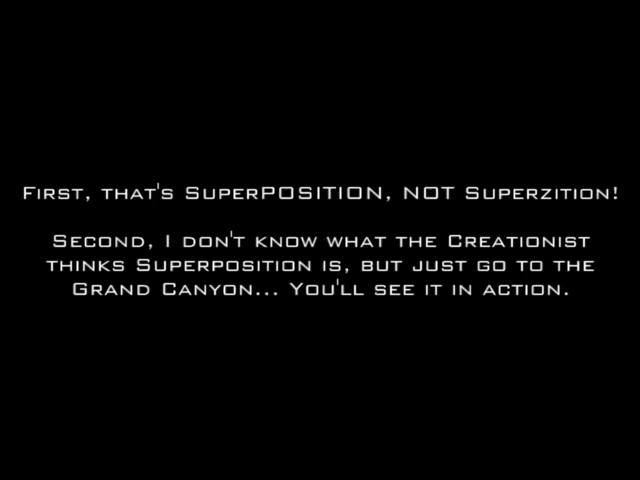 First, that's SuperPOSITION, NOT Superzition!
Second, I don't know what the Creationist
thinks Superposition is, but just go to the
Grand Canyon... You'll see it in action.